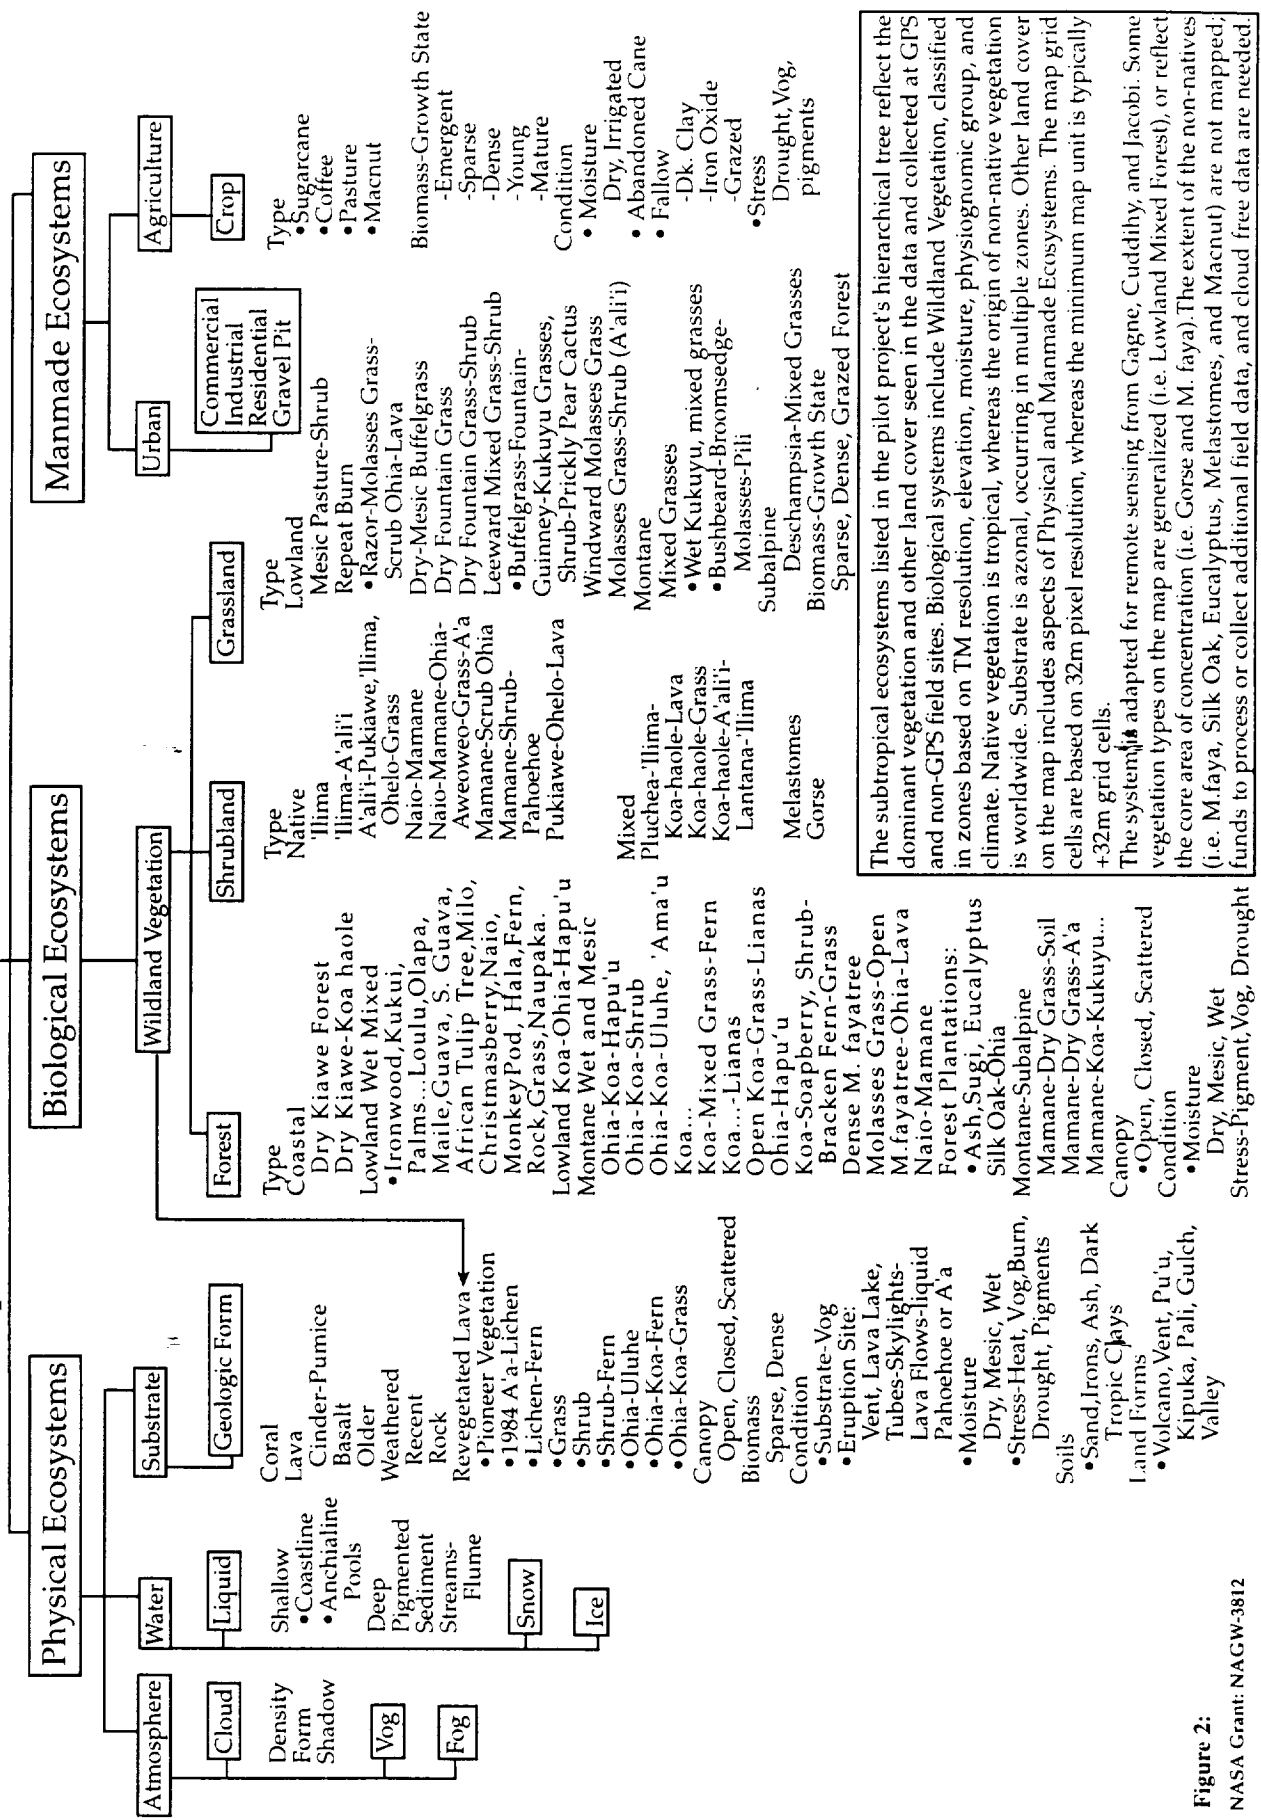 Physical Ecosystems
Atmosphere
Cloud
Density
Form
Shadow
Vog
Fog
Water
Liquid
Shallow
•Coastline
•Anchialine
Pools
Deep
Pigmented
Sediment
Streams-
Flume
Snow
Ice
Substrate
Geologic Form
Coral
Lava
Cinder-Pumice
Basalt
Older
Weathered
Recent
Rock
Revegetated Lava
•Pioneer Vegetation
•1984 A'a-Lichen
•Lichen-Fern
•Grass
•Shrub
•Shrub-Fern
•Ohia-Uluhe
•Ohia-Koa-Fern
•Ohia-Koa-Grass
Canopy
Open, Closed, Scattered
Biomass
Sparse, Dense
Condition
•Substrate-Vog
•Eruption Site:
Vent, Lava Lake,
Tubes-Skylights-
Lava Flows-liquid
Pahoehoe or A'a
•Moisture
Dry, Mesic, Wet
•Stress-Heat, Vog,Burn,
Drought, Pigments
Soils
•Sand,Irons, Ash, Dark
Tropic Clays
Land Forms
•Volcano,Vent, Pu'u,
Kipuka, Pali, Gulch,
Valley
Biological Ecosystems
Wildland Vegetation
Forest
Type
Coastal
Dry Kiawe Forest
Dry Kiawe-Koa haole
Lowland Wet Mixed
•Ironwood,Kukui,
Palms...Loulu,Olapa,
Maile,Guava, S. Guava,
African Tulip Tree,Milo,
Christmasberry,Naio,
MonkeyPod, Hala,Fern,
Rock,Grass,Naupaka.
Lowland Koa-Ohia-Hapu'u
Montane Wet and Mesic
Ohia-Koa-Hapu'u
Ohia-Koa-Shrub
Ohia-Koa-Uluhe, 'Ama'u
Koa...
Koa-Mixed Grass-Fern
Koa...-Lianas
Open Koa-Grass-Lianas
Ohia-Hapu'u
Koa-Soapberry, Shrub-
Bracken Fern-Grass
Dense M. fayatree
Molasses Grass-Open
M.fayatree-Ohia-Lava
Naio-Mamane
Forest Plantations:
•Ash,Sugi, Eucalyptus
Silk Oak-Ohia
Montane-Subalpine
Mamane-Dry Grass-Soil
Mamane-Dry Grass-A'a
Mamane-Koa-Kukuyu...
Canopy
•Open, Closed, Scattered
Condition
•Moisture
Dry, Mesic, Wet
Stress-Pigment,Vog, Drought
Shrubland
Type
Native
'Ilima
'Ilima-A'ali'i
A'ali'i-Pukiawe,'Ilima,
Ohelo-Grass
Naio-Mamane
Naio-Mamane-Ohia-
Aweoweo-Grass-A'a
Mamane-Scrub Ohia
Mamane-Shrub-
Pahoehoe
Pukiawe-Ohelo-Lava
Mixed
Pluchea-'Ilima-
Koa-haole-Lava
Koa-haole-Grass
Koa-haole-A'ali'i-
Lantana-'Ilima
Melastomes
Gorse
Grassland
Type
Lowland
Mesic Pasture-Shrub
Repeat Burn
•Razor-Molasses Grass-
Scrub Ohia-Lava
Dry-Mesic Buffelgrass
Dry Fountain Grass
Dry Fountain Grass-Shrub
Leeward Mixed Grass-Shrub
•Buffelgrass-Fountain-
Guinney-Kukuyu Grasses,
Shrub-Prickly Pear Cactus
Windward Molasses Grass
Molasses Grass-Shrub (A'ali'i)
Montane
Mixed Grasses
•Wet Kukuyu, mixed grasses
•Bushbeard-Broomsedge-
Molasses-Pili
Subalpine
Deschampsia-Mixed Grasses
Biomass-Growth State
Sparse, Dense, Grazed Forest
Manmade Ecosystems
Urban
Commercial
Industrial
Residential
Gravel Pit
Agriculture
Crop
Type
•Sugarcane
•Coffee
•Pasture
•Macnut
Biomass-Growth State
-Emergent
-Sparse
-Dense
-Young
-Mature
Condition
•Moisture
Dry, Irrigated
•Abandoned Cane
•Fallow
-Dk. Clay
-Iron Oxide
-Grazed
•Stress
Drought,Vog,
pigments
The subtropical ecosystems listed in the pilot project's hierarchical tree reflect the
dominant vegetation and other land cover seen in the data and collected at GPS
and non-GPS field sites. Biological systems include Wildland Vegetation, classified
in zones based on TM resolution, elevation, moisture, physiognomic group, and
climate. Native vegetation is tropical, whereas the origin of non-native vegetation
is worldwide. Substrate is azonal, occurring in multiple zones. Other land cover
on the map includes aspects of Physical and Manmade Ecosystems. The map grid
cells are based on 32m pixel resolution, whereas the minimum map unit is typically
+32m grid cells.
The system is adapted for remote sensing from Gagne, Cuddihy, and Jacobi. Some
vegetation types on the map are generalized (i.e. Lowland Mixed Forest), or reflect
the core area of concentration (i.e. Gorse and M. faya).The extent of the non-natives
(i.e. M.faya, Silk Oak, Eucalyptus, Melastomes, and Macnut) are not mapped;
funds to process or collect additional field data, and cloud free data are needed.
Figure 2:
NASA Grant: NAGW-3812